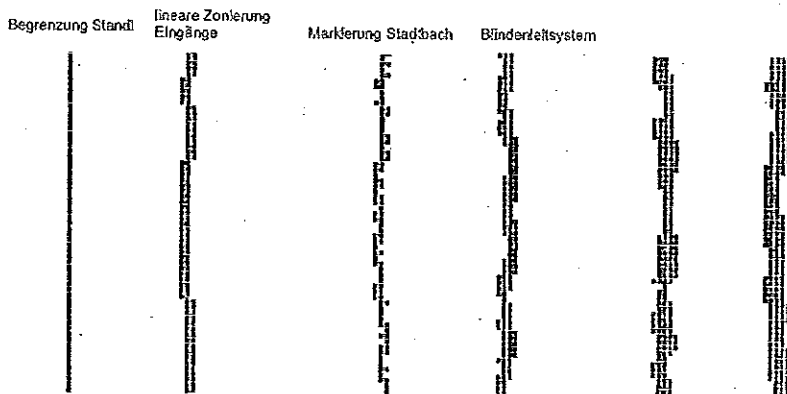 Begrenzung Standl
lineare Zonierung
Eingänge
Markierung Stadtbach
Blindenleitsystem